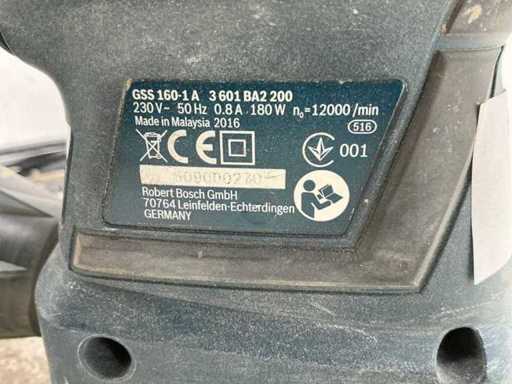 GSS 160-1 A 3 601 BA2 200
230 V~ 50 Hz 0.8 A 180 W n₀=12000/min
Made in Malaysia 2016
516
CE
001
Robert Bosch GmbH
70764 Leinfelden-Echterdingen
GERMANY